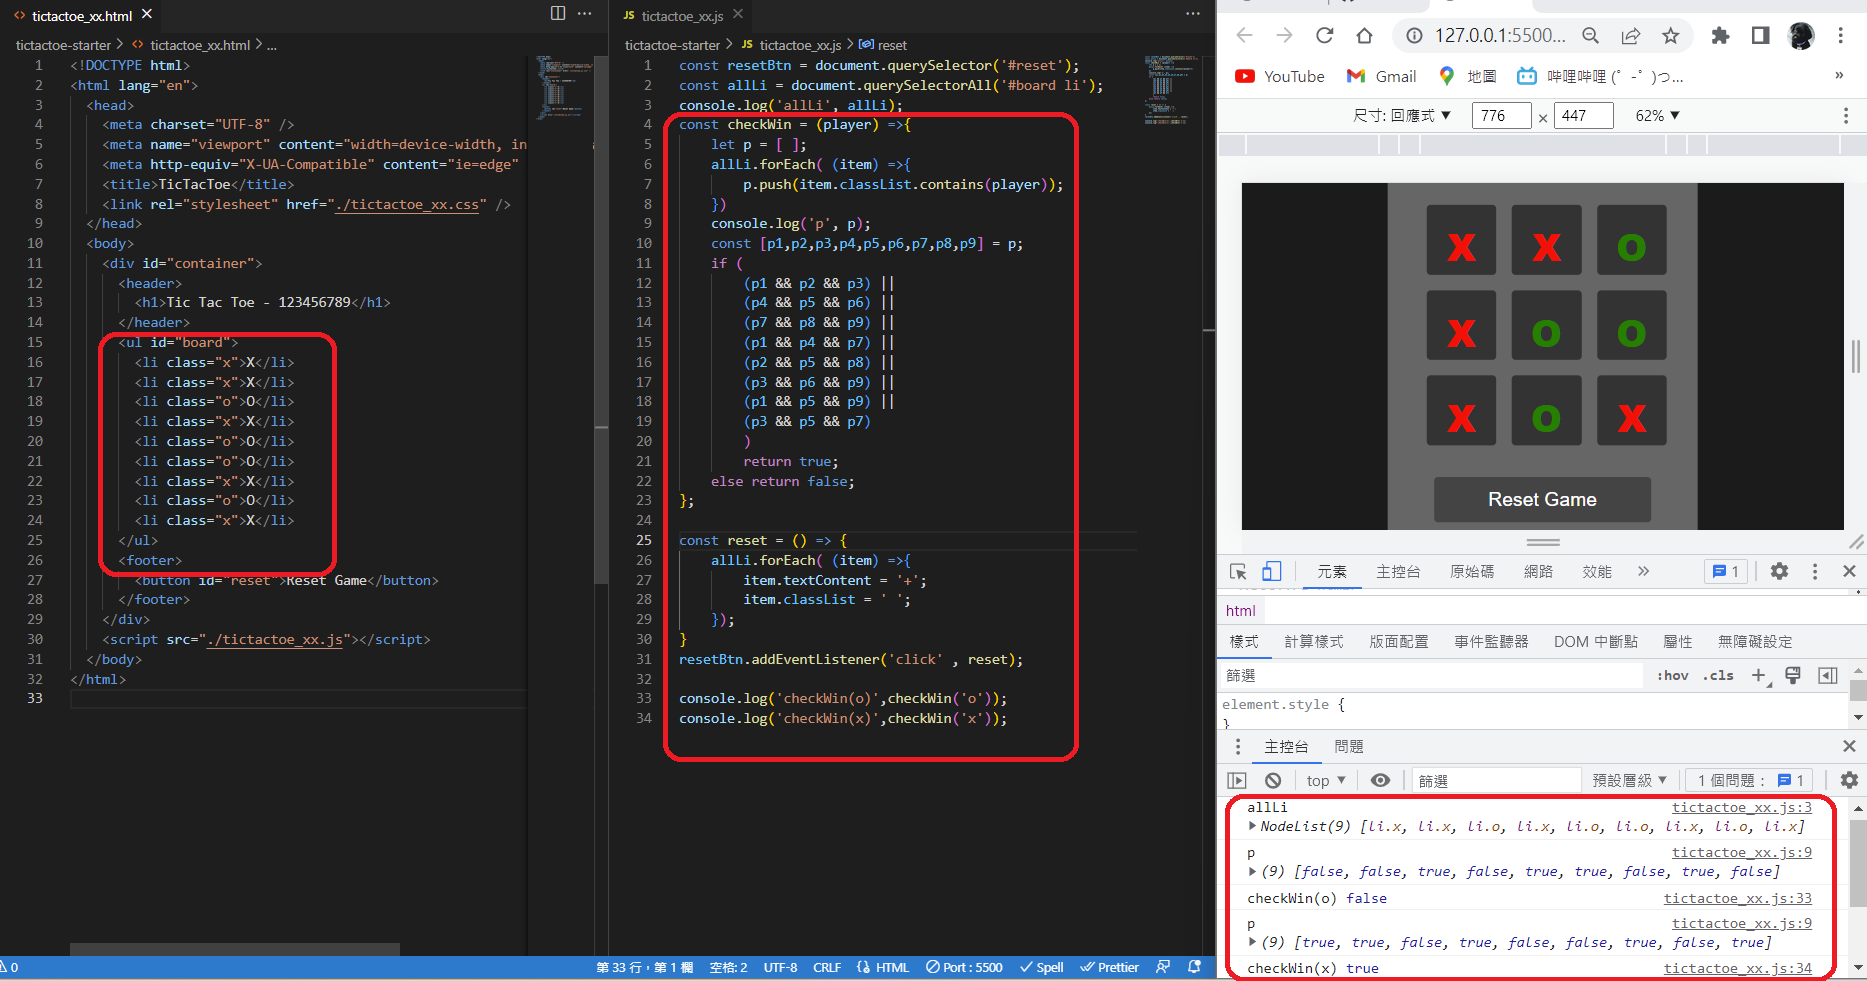 tictactoe_xx.html
tictactoe-starter > tictactoe_xx.html > ...
1 <!DOCTYPE html>
2 <html lang="en">
3 <head>
4 <meta charset="UTF-8" />
5 <meta name="viewport" content="width=device-width, in
6 <meta http-equiv="X-UA-Compatible" content="ie=edge"
7 <title>TicTacToe</title>
8 <link rel="stylesheet" href="./tictactoe_xx.css" />
9 </head>
10 <body>
11 <div id="container">
12 <header>
13 <h1>Tic Tac Toe - 123456789</h1>
14 </header>
15 <ul id="board">
16 <li class="x">X</li>
17 <li class="x">X</li>
18 <li class="o">O</li>
19 <li class="x">X</li>
20 <li class="o">O</li>
21 <li class="o">O</li>
22 <li class="x">X</li>
23 <li class="o">O</li>
24 <li class="x">X</li>
25 </ul>
26 <footer>
27 <button id="reset">Reset Game</button>
28 </footer>
29 </div>
30 <script src="./tictactoe_xx.js"></script>
31 </body>
32 </html>
33
JS tictactoe_xx.js
tictactoe-starter > JS tictactoe_xx.js > reset
1 const resetBtn = document.querySelector('#reset');
2 const allLi = document.querySelectorAll('#board li');
3 console.log('allLi', allLi);
4 const checkWin = (player) =>{
5 let p = [ ];
6 allLi.forEach( (item) =>{
7 p.push(item.classList.contains(player));
8 })
9 console.log('p', p);
10 const [p1,p2,p3,p4,p5,p6,p7,p8,p9] = p;
11 if (
12 (p1 && p2 && p3) ||
13 (p4 && p5 && p6) ||
14 (p7 && p8 && p9) ||
15 (p1 && p4 && p7) ||
16 (p2 && p5 && p8) ||
17 (p3 && p6 && p9) ||
18 (p1 && p5 && p9) ||
19 (p3 && p5 && p7)
20 )
21 return true;
22 else return false;
23 };
24
25 const reset = () => {
26 allLi.forEach( (item) =>{
27 item.textContent = '+';
28 item.classList = ' ';
29 });
30 }
31 resetBtn.addEventListener('click' , reset);
32
33 console.log('checkWin(o)',checkWin('o'));
34 console.log('checkWin(x)',checkWin('x'));
0 第 33 行，第 1 欄 空格: 2 UTF-8 CRLF HTML Port : 5500 Spell Prettier
127.0.0.1:5500...
YouTube Gmail 地圖 哔哩哔哩 (゜-゜)つ... »
尺寸: 回應式 ▼ 776 × 447 62% ▼
X X O
X O O
X O X
Reset Game
元素 主控台 原始碼 網路 效能 » 1
html
樣式 計算樣式 版面配置 事件監聽器 DOM 中斷點 屬性 無障礙設定
篩選 :hov .cls +
element.style {
}
主控台 問題
top ▼ 篩選 預設層級 ▼ 1 個問題： 1
allLi tictactoe_xx.js:3
NodeList(9) [li.x, li.x, li.o, li.x, li.o, li.o, li.x, li.o, li.x]
p tictactoe_xx.js:9
(9) [false, false, true, false, true, true, false, true, false]
checkWin(o) false tictactoe_xx.js:33
p tictactoe_xx.js:9
(9) [true, true, false, true, false, false, true, false, true]
checkWin(x) true tictactoe_xx.js:34